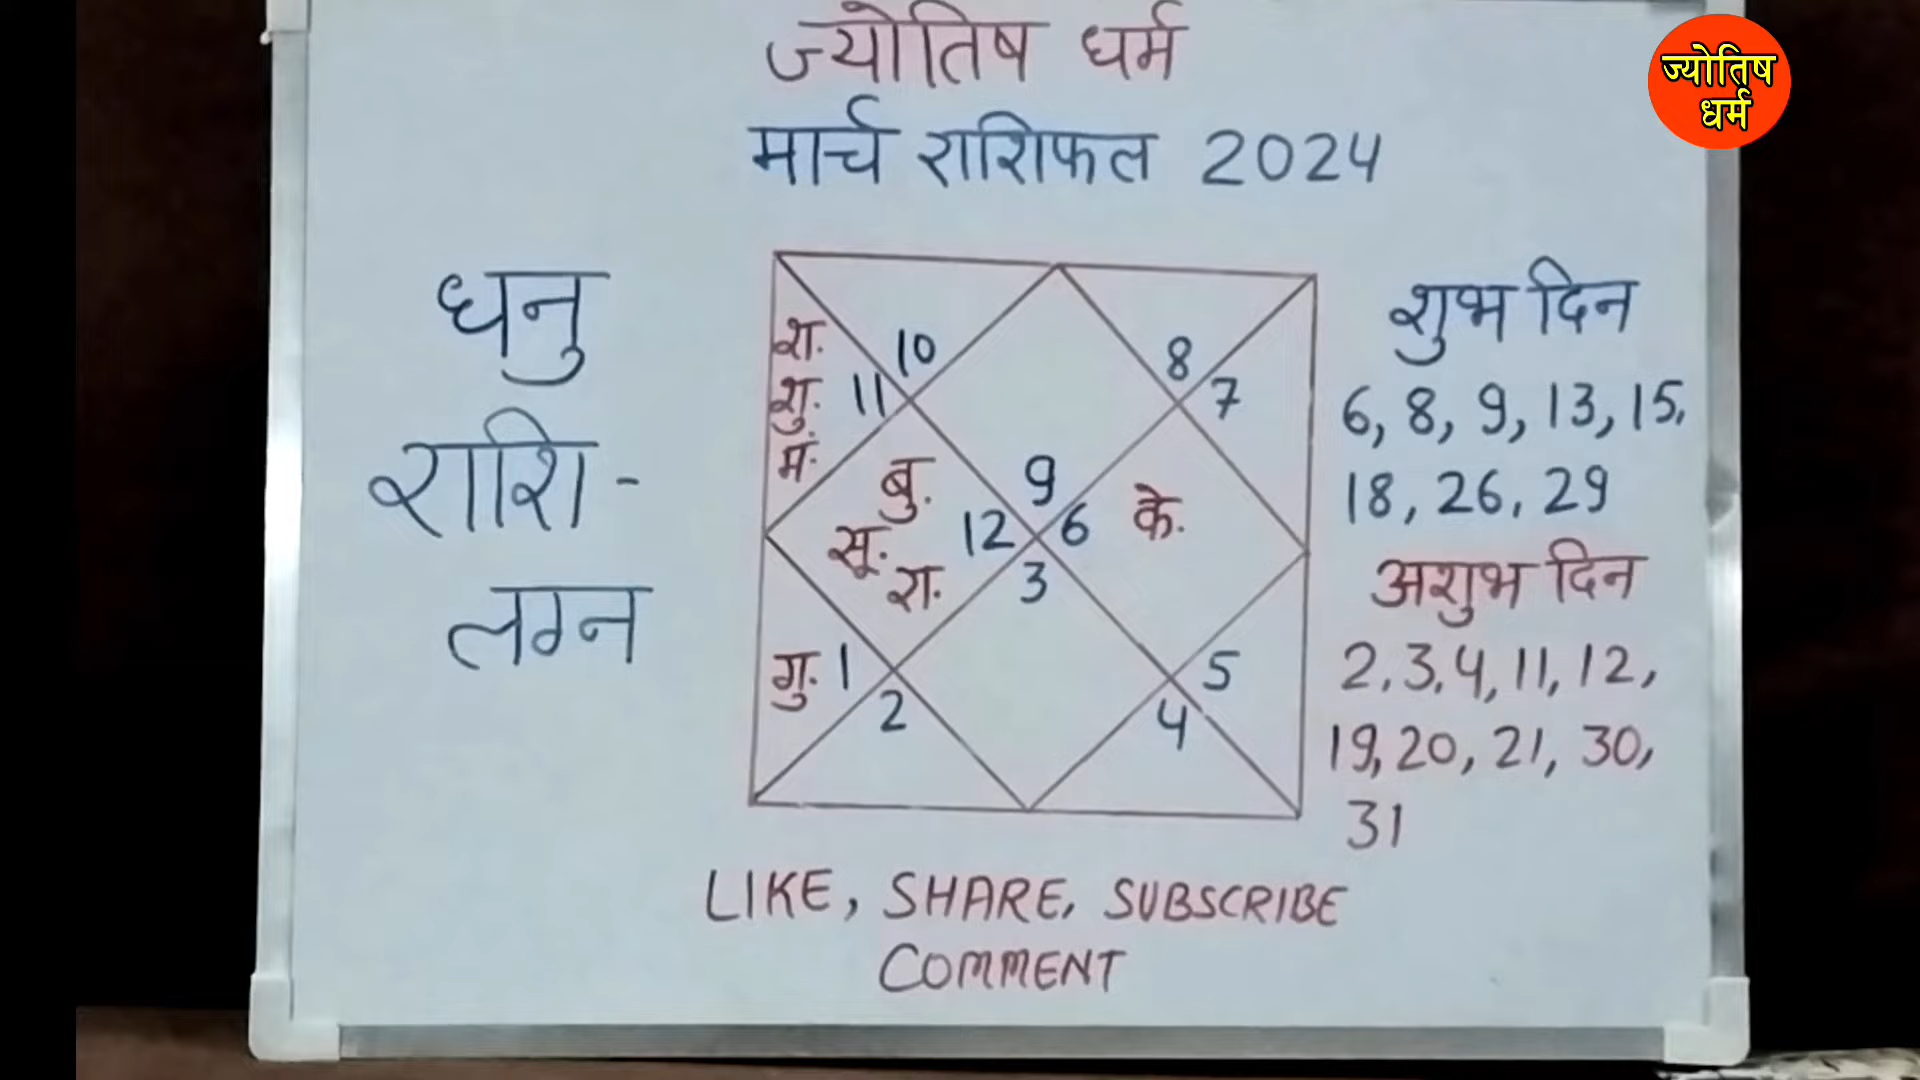 ज्योतिष धर्म
ज्योतिष
धर्म
मार्च राशिफल 2024
धनु
राशि -
लग्न
श. 10
शु. 11
मं.
8
7
बु. 9
सू. 12 6 के.
रा. 3
गु. 1
2
5
4
शुभ दिन
6, 8, 9, 13, 15,
18, 26, 29
अशुभ दिन
2, 3, 4, 11, 12,
19, 20, 21, 30,
31
LIKE, SHARE, SUBSCRIBE
COMMENT